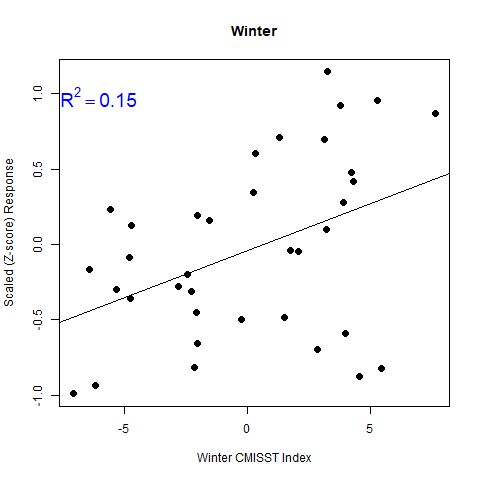 Winter
R² = 0.15
Scaled (Z-score) Response
1.0
0.5
0.0
-0.5
-1.0
-5
0
5
Winter CMISST Index